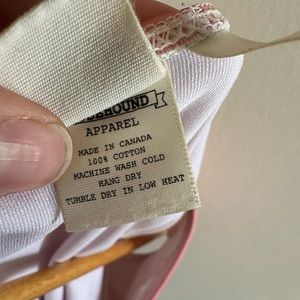 APPAREL
MADE IN CANADA
100% COTTON
MACHINE WASH COLD
HANG DRY
TUMBLE DRY IN LOW HEAT